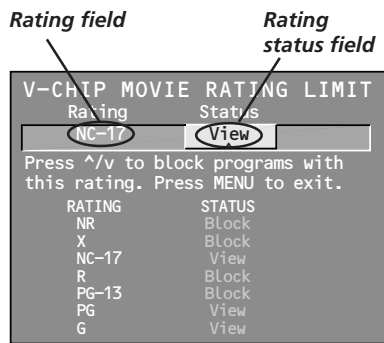 Rating field Rating
status field
V-CHIP MOVIE RATING LIMIT
Rating Status
NC-17 View
Press ^/v to block programs with
this rating. Press MENU to exit.
RATING STATUS
NR Block
X Block
NC-17 View
R Block
PG-13 Block
PG View
G View